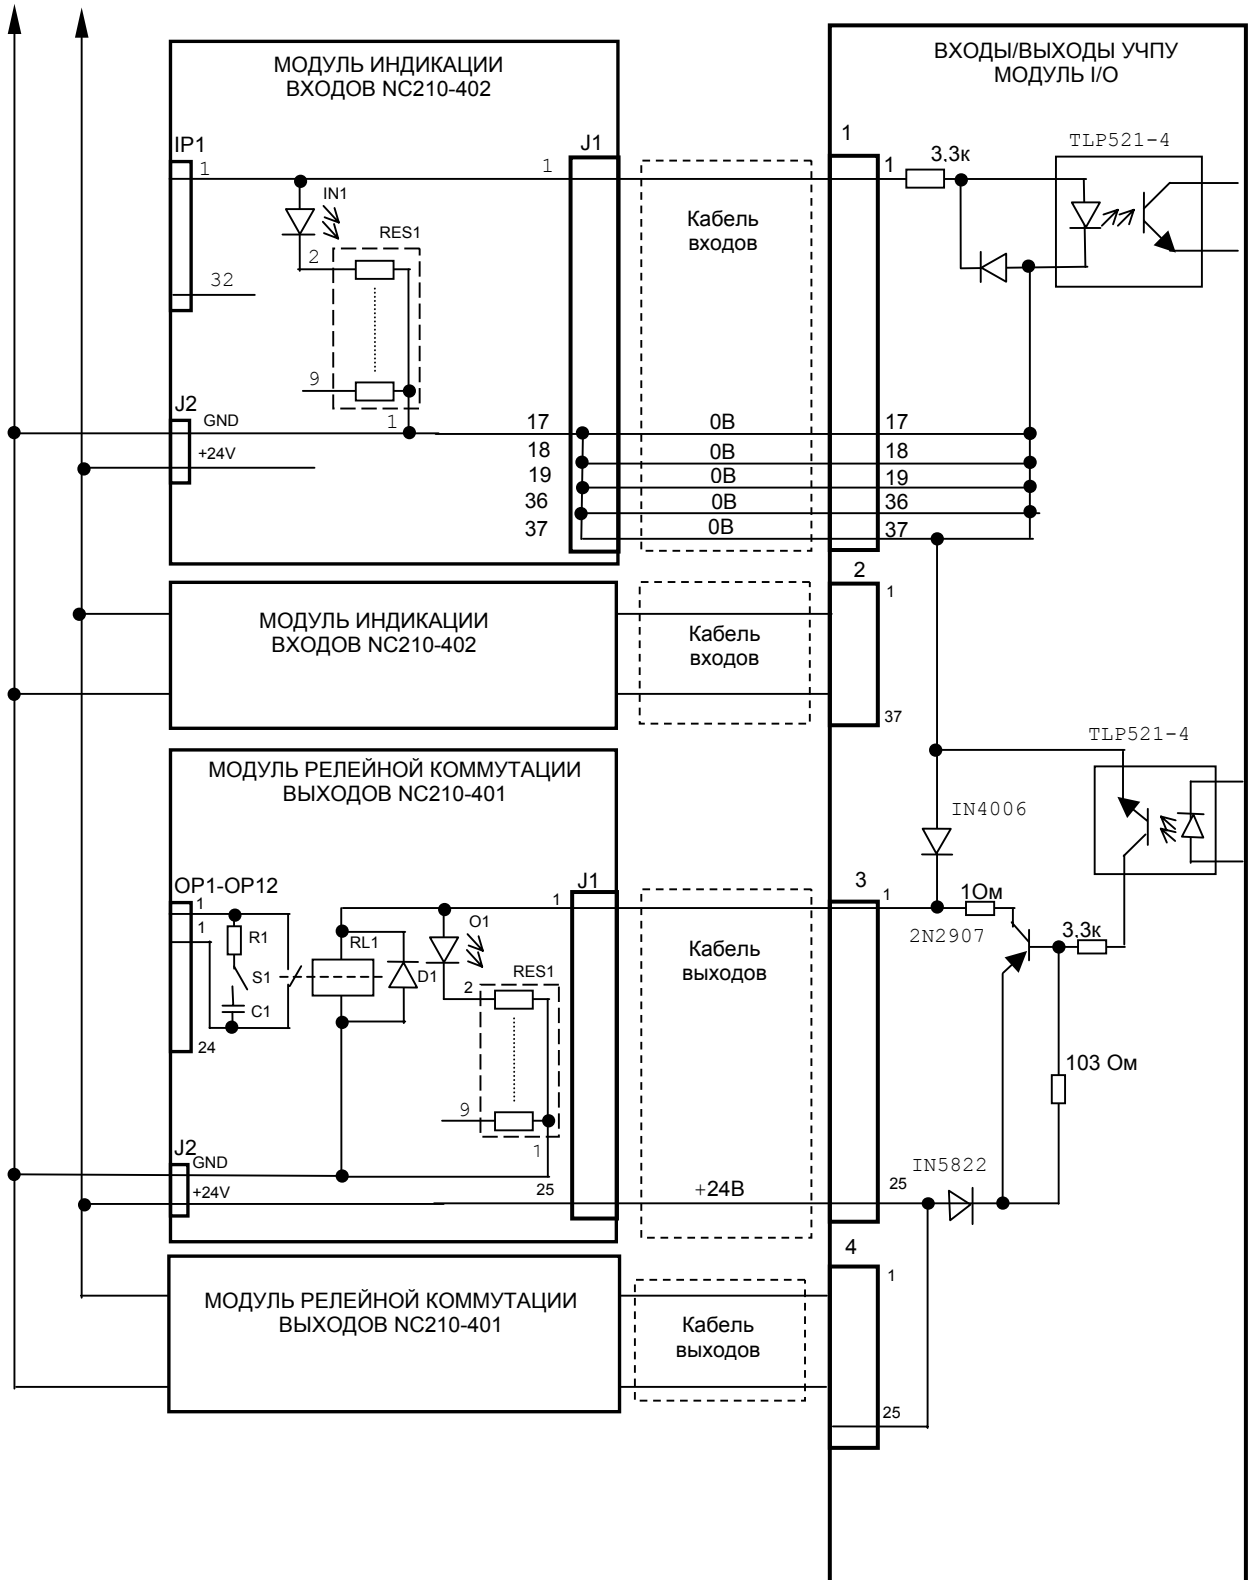 МОДУЛЬ ИНДИКАЦИИ
ВХОДОВ NC210-402
ВХОДЫ/ВЫХОДЫ УЧПУ
МОДУЛЬ I/O
IP1
1
32
IN1
2
RES1
9
1
J1
1
J2
GND
+24V
17
18
19
36
37
Кабель
входов
0В
0В
0В
0В
0В
1
1
3.3к
TLP521-4
17
18
19
36
37
МОДУЛЬ ИНДИКАЦИИ
ВХОДОВ NC210-402
Кабель
входов
2
1
37
МОДУЛЬ РЕЛЕЙНОЙ КОММУТАЦИИ
ВЫХОДОВ NC210-401
OP1-OP12
1
1
R1
S1
C1
24
RL1
D1
O1
2
RES1
9
1
J1
1
J2
GND
+24V
25
Кабель
выходов
+24В
3
1
25
TLP521-4
IN4006
1Ом
2N2907
3.3к
103 Ом
IN5822
МОДУЛЬ РЕЛЕЙНОЙ КОММУТАЦИИ
ВЫХОДОВ NC210-401
Кабель
выходов
4
1
25